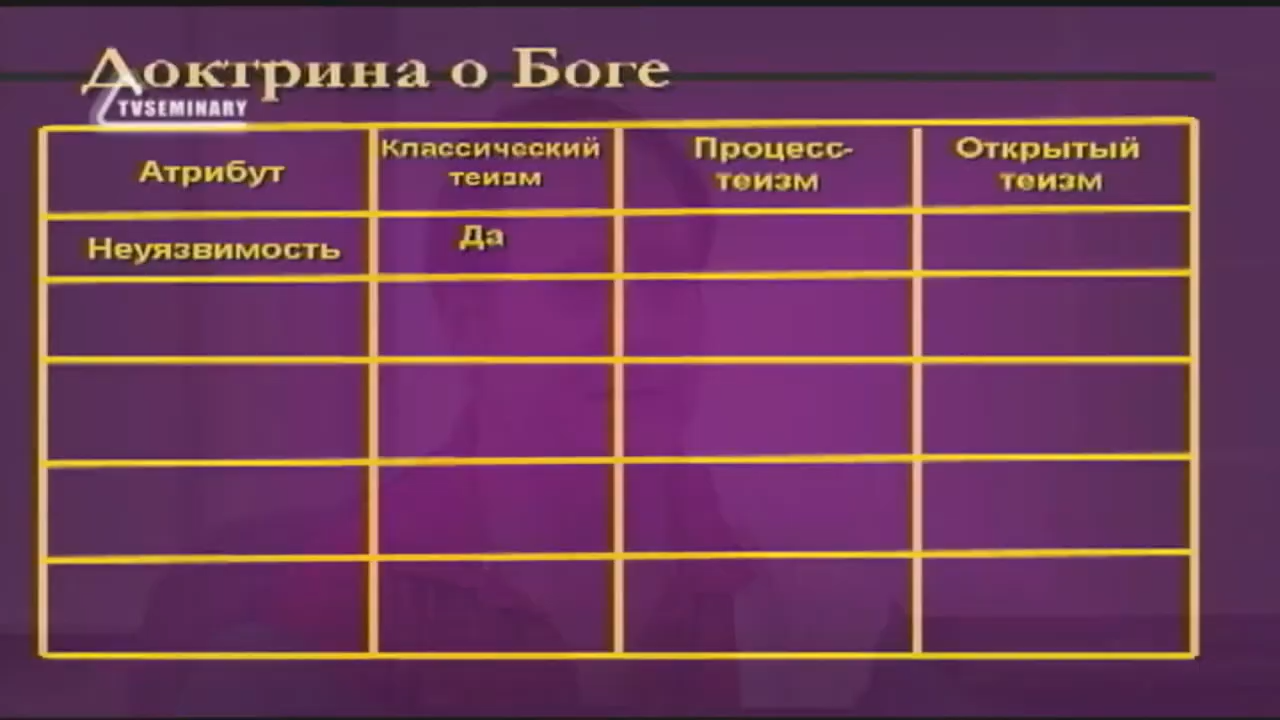 Доктрина о Боге
TVSEMINARY
Атрибут
Классический
теизм
Процесс-
теизм
Открытый
теизм
Неуязвимость
Да